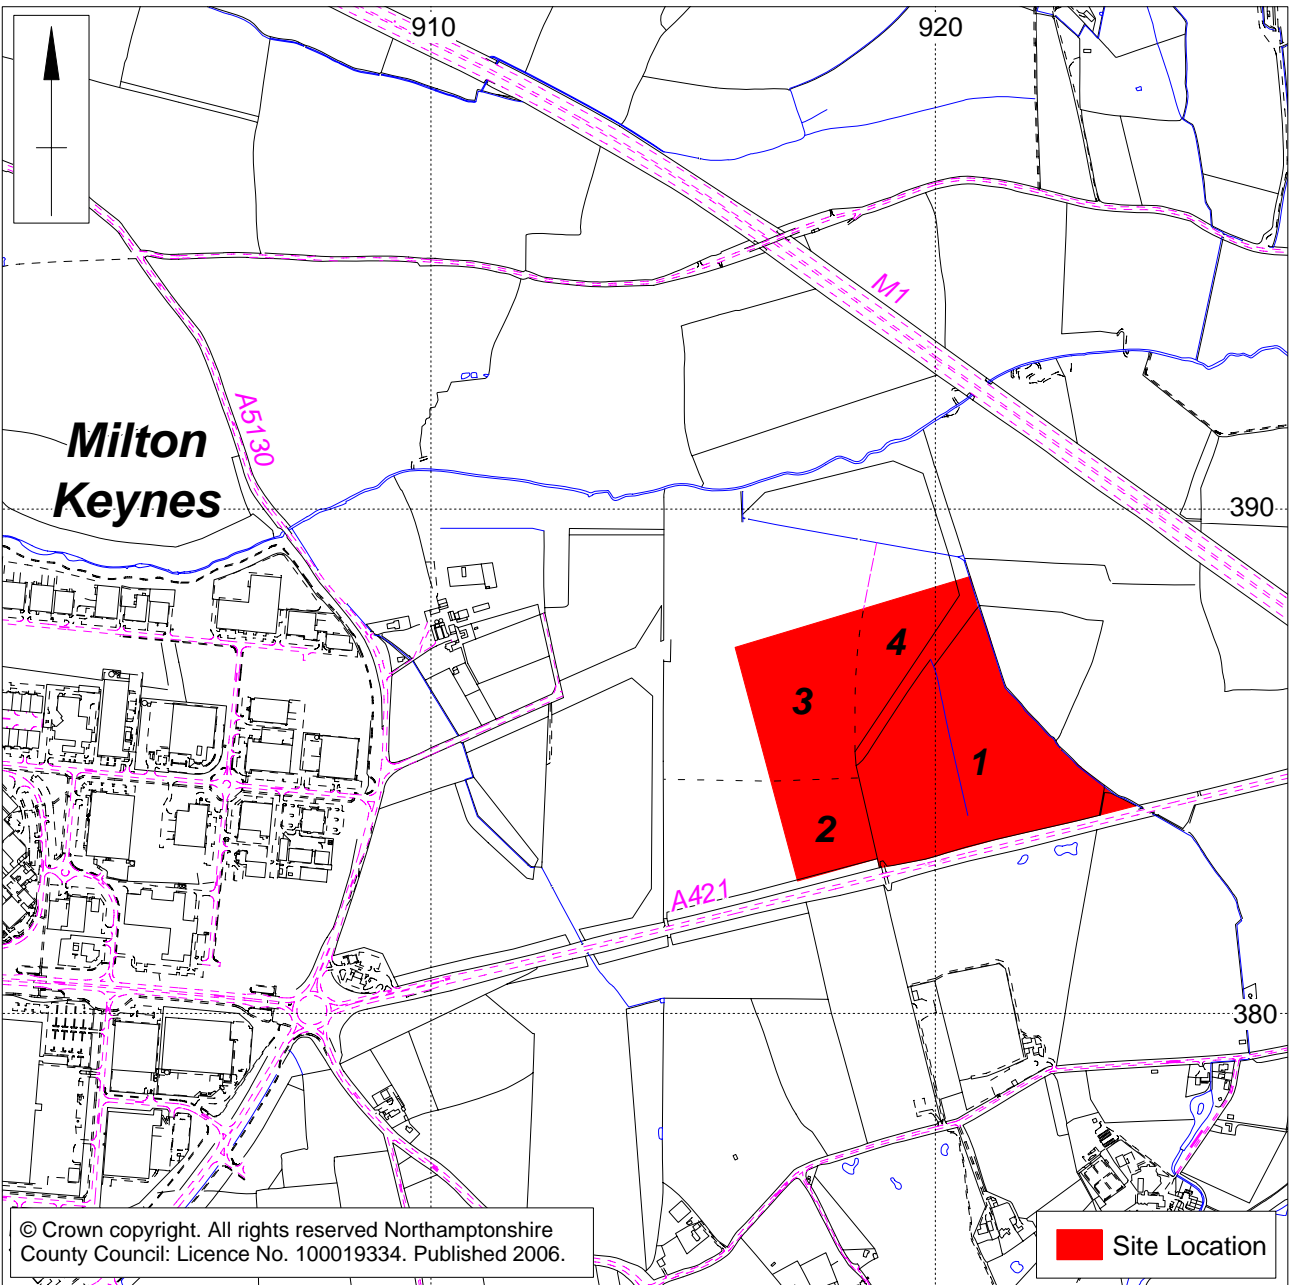 910
920
M1
A5130
Milton
Keynes
390
4
3
1
2
A421
380
© Crown copyright. All rights reserved Northamptonshire
County Council: Licence No. 100019334. Published 2006.
Site Location